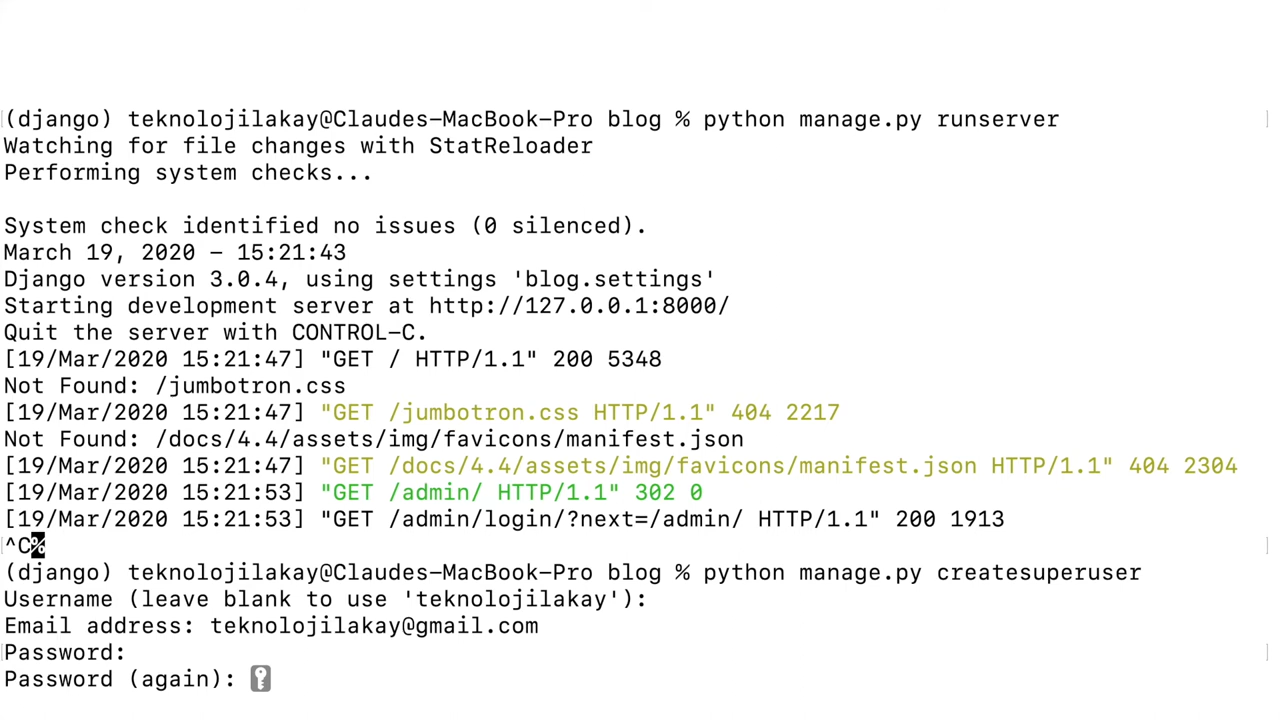 (django) teknolojilakay@Claudes-MacBook-Pro blog % python manage.py runserver
Watching for file changes with StatReloader
Performing system checks...
System check identified no issues (0 silenced).
March 19, 2020 - 15:21:43
Django version 3.0.4, using settings 'blog.settings'
Starting development server at http://127.0.0.1:8000/
Quit the server with CONTROL-C.
[19/Mar/2020 15:21:47] "GET / HTTP/1.1" 200 5348
Not Found: /jumbotron.css
[19/Mar/2020 15:21:47] "GET /jumbotron.css HTTP/1.1" 404 2217
Not Found: /docs/4.4/assets/img/favicons/manifest.json
[19/Mar/2020 15:21:47] "GET /docs/4.4/assets/img/favicons/manifest.json HTTP/1.1" 404 2304
[19/Mar/2020 15:21:53] "GET /admin/ HTTP/1.1" 302 0
[19/Mar/2020 15:21:53] "GET /admin/login/?next=/admin/ HTTP/1.1" 200 1913
^C%
(django) teknolojilakay@Claudes-MacBook-Pro blog % python manage.py createsuperuser
Username (leave blank to use 'teknolojilakay'):
Email address: teknolojilakay@gmail.com
Password:
Password (again):